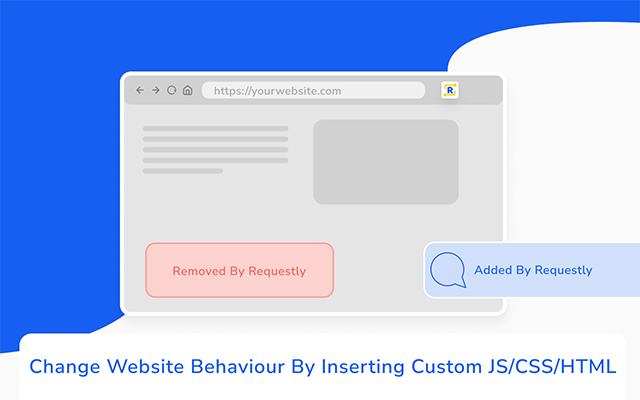 https://yourwebsite.com
R
Removed By Requestly
Added By Requestly
Change Website Behaviour By Inserting Custom JS/CSS/HTML